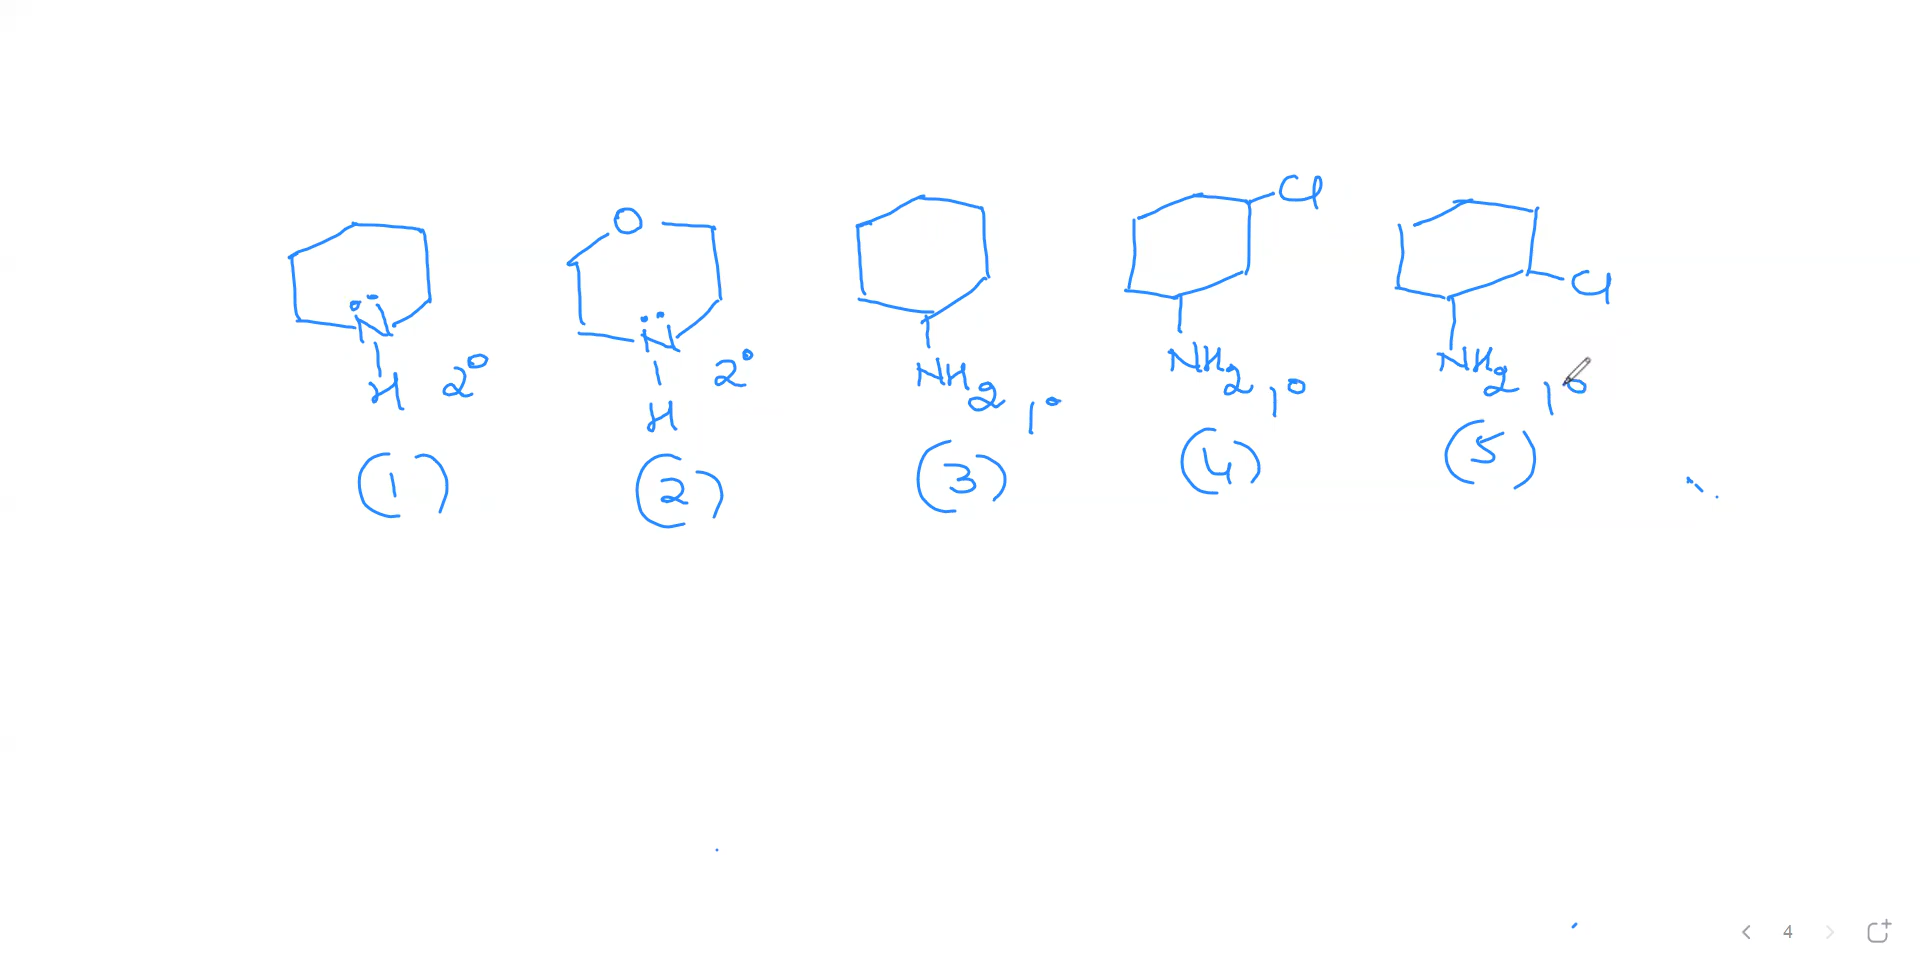 Cl
O
Cl
N
N
H 2° H 2° NH2, 1° NH2, 1° NH2, 1°
(1) (2) (3) (4) (5)
4